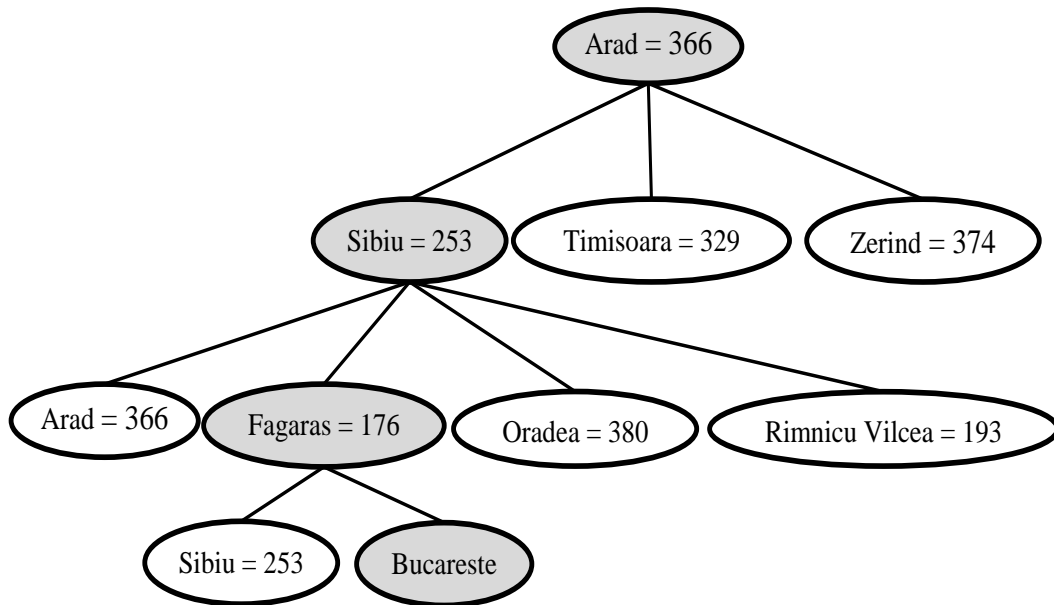 Arad = 366
Sibiu = 253
Timisoara = 329
Zerind = 374
Arad = 366
Fagaras = 176
Oradea = 380
Rimnicu Vilcea = 193
Sibiu = 253
Bucareste